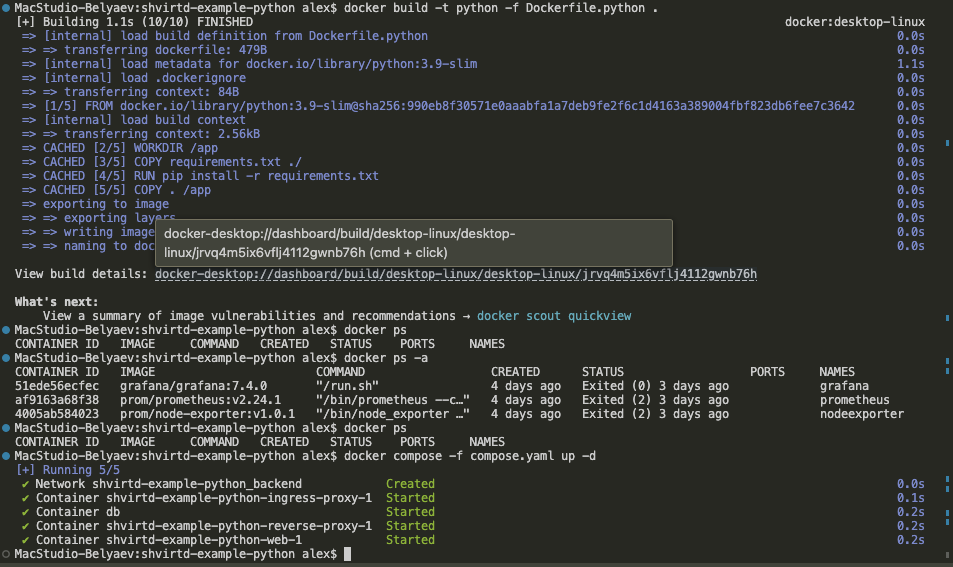 MacStudio-Belyaev:shvirtd-example-python alex$ docker build -t python -f Dockerfile.python .
[+] Building 1.1s (10/10) FINISHED docker:desktop-linux
=> [internal] load build definition from Dockerfile.python 0.0s
=> => transferring dockerfile: 479B 0.0s
=> [internal] load metadata for docker.io/library/python:3.9-slim 1.1s
=> [internal] load .dockerignore 0.0s
=> => transferring context: 84B 0.0s
=> [1/5] FROM docker.io/library/python:3.9-slim@sha256:990eb8f30571e0aaabfa1a7deb9fe2f6c1d4163a389004fbf823db6fee7c3642 0.0s
=> [internal] load build context 0.0s
=> => transferring context: 2.56kB 0.0s
=> CACHED [2/5] WORKDIR /app 0.0s
=> CACHED [3/5] COPY requirements.txt ./ 0.0s
=> CACHED [4/5] RUN pip install -r requirements.txt 0.0s
=> CACHED [5/5] COPY . /app 0.0s
=> exporting to image 0.0s
=> => exporting layers 0.0s
=> => writing image 0.0s
=> => naming to doc 0.0s
docker-desktop://dashboard/build/desktop-linux/desktop-
linux/jrvq4m5ix6vflj4112gwnb76h (cmd + click)
View build details: docker-desktop://dashboard/build/desktop-linux/desktop-linux/jrvq4m5ix6vflj4112gwnb76h
What's next:
View a summary of image vulnerabilities and recommendations → docker scout quickview
MacStudio-Belyaev:shvirtd-example-python alex$ docker ps
CONTAINER ID IMAGE COMMAND CREATED STATUS PORTS NAMES
MacStudio-Belyaev:shvirtd-example-python alex$ docker ps -a
CONTAINER ID IMAGE COMMAND CREATED STATUS PORTS NAMES
51ede56ecfec grafana/grafana:7.4.0 "/run.sh" 4 days ago Exited (0) 3 days ago grafana
af9163a68f38 prom/prometheus:v2.24.1 "/bin/prometheus --c…" 4 days ago Exited (2) 3 days ago prometheus
4005ab584023 prom/node-exporter:v1.0.1 "/bin/node_exporter …" 4 days ago Exited (2) 3 days ago nodeexporter
MacStudio-Belyaev:shvirtd-example-python alex$ docker ps
CONTAINER ID IMAGE COMMAND CREATED STATUS PORTS NAMES
MacStudio-Belyaev:shvirtd-example-python alex$ docker compose -f compose.yaml up -d
[+] Running 5/5
✔ Network shvirtd-example-python_backend Created 0.0s
✔ Container shvirtd-example-python-ingress-proxy-1 Started 0.1s
✔ Container db Started 0.2s
✔ Container shvirtd-example-python-reverse-proxy-1 Started 0.2s
✔ Container shvirtd-example-python-web-1 Started 0.2s
MacStudio-Belyaev:shvirtd-example-python alex$